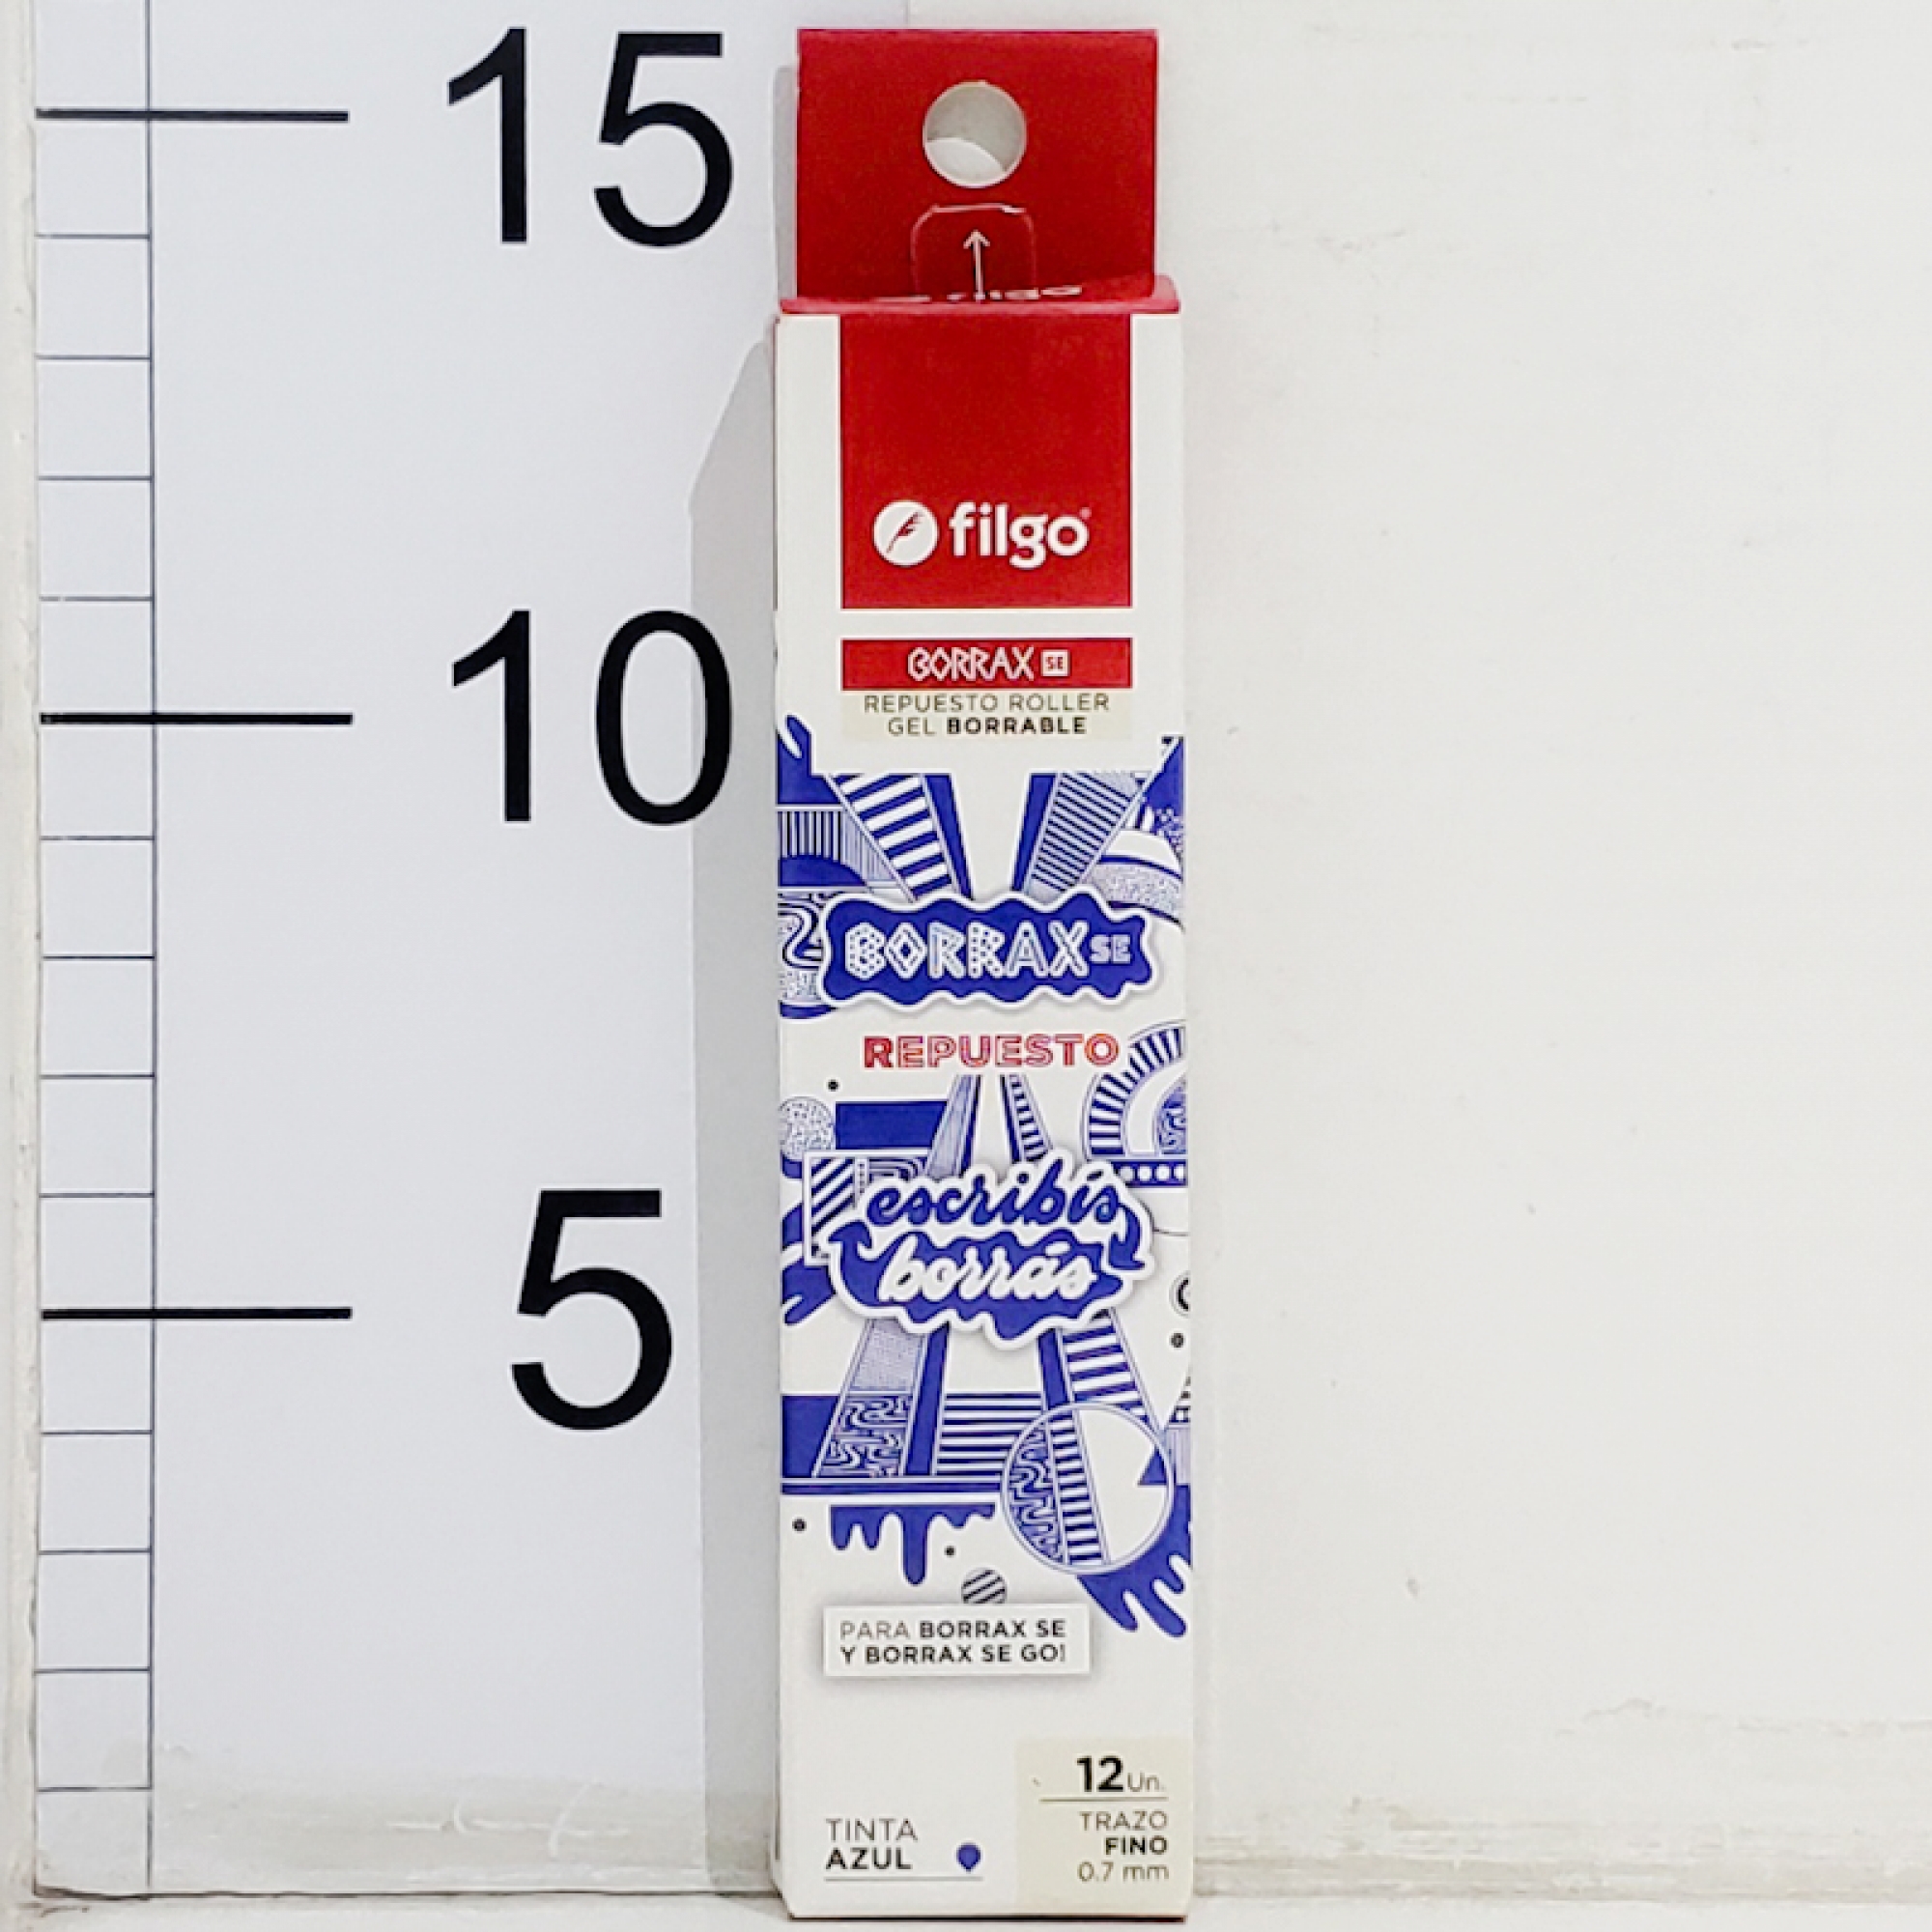 15
10
5
filgo
BORRAX SE
REPUESTO ROLLER
GEL BORRABLE
BORRAX SE
REPUESTO
escribís
borrás
PARA BORRAX SE
Y BORRAX SE GO!
12 Un.
TRAZO
FINO
0.7 mm
TINTA
AZUL